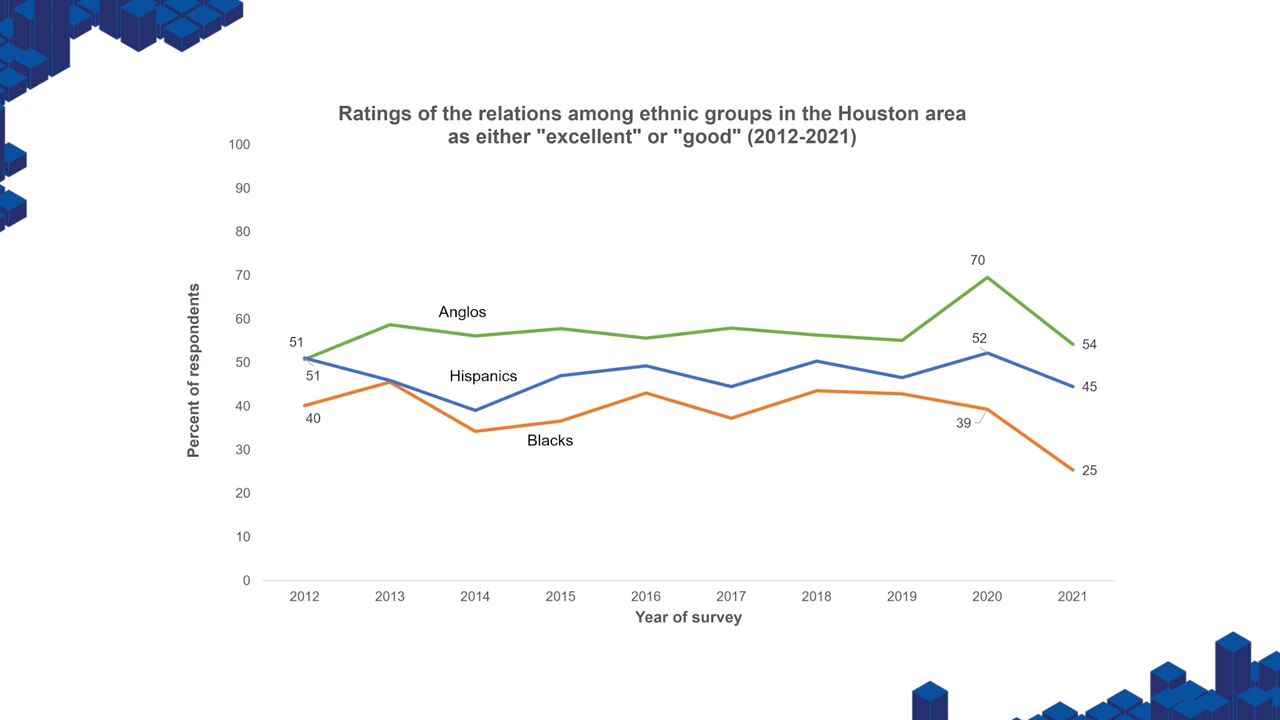 Ratings of the relations among ethnic groups in the Houston area
as either "excellent" or "good" (2012-2021)
Percent of respondents
100
90
80
70
60
50
40
30
20
10
0
Anglos
Hispanics
Blacks
51
51
40
70
52
39
54
45
25
2012 2013 2014 2015 2016 2017 2018 2019 2020 2021
Year of survey